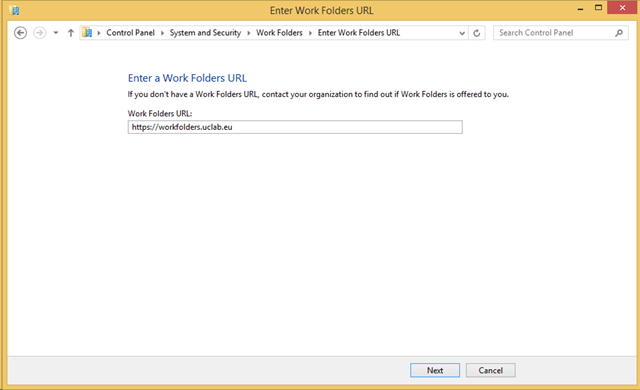 Enter Work Folders URL
Control Panel System and Security Work Folders Enter Work Folders URL Search Control Panel
Enter a Work Folders URL
If you don't have a Work Folders URL, contact your organization to find out if Work Folders is offered to you.
Work Folders URL:
https://workfolders.uclab.eu
Next Cancel